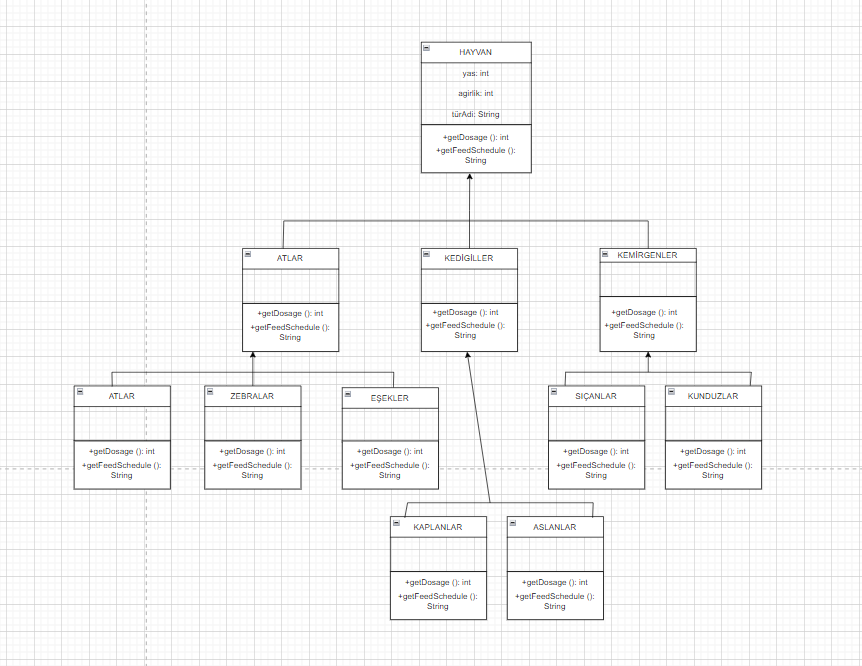 HAYVAN
yas: int
agirlik: int
türAdi: String
+getDosage (): int
+getFeedSchedule ():
String
ATLAR
+getDosage (): int
+getFeedSchedule ():
String
KEDİGİLLER
+getDosage (): int
+getFeedSchedule ():
String
KEMİRGENLER
+getDosage (): int
+getFeedSchedule ():
String
ATLAR
+getDosage (): int
+getFeedSchedule ():
String
ZEBRALAR
+getDosage (): int
+getFeedSchedule ():
String
EŞEKLER
+getDosage (): int
+getFeedSchedule ():
String
SIÇANLAR
+getDosage (): int
+getFeedSchedule ():
String
KUNDUZLAR
+getDosage (): int
+getFeedSchedule ():
String
KAPLANLAR
+getDosage (): int
+getFeedSchedule ():
String
ASLANLAR
+getDosage (): int
+getFeedSchedule ():
String